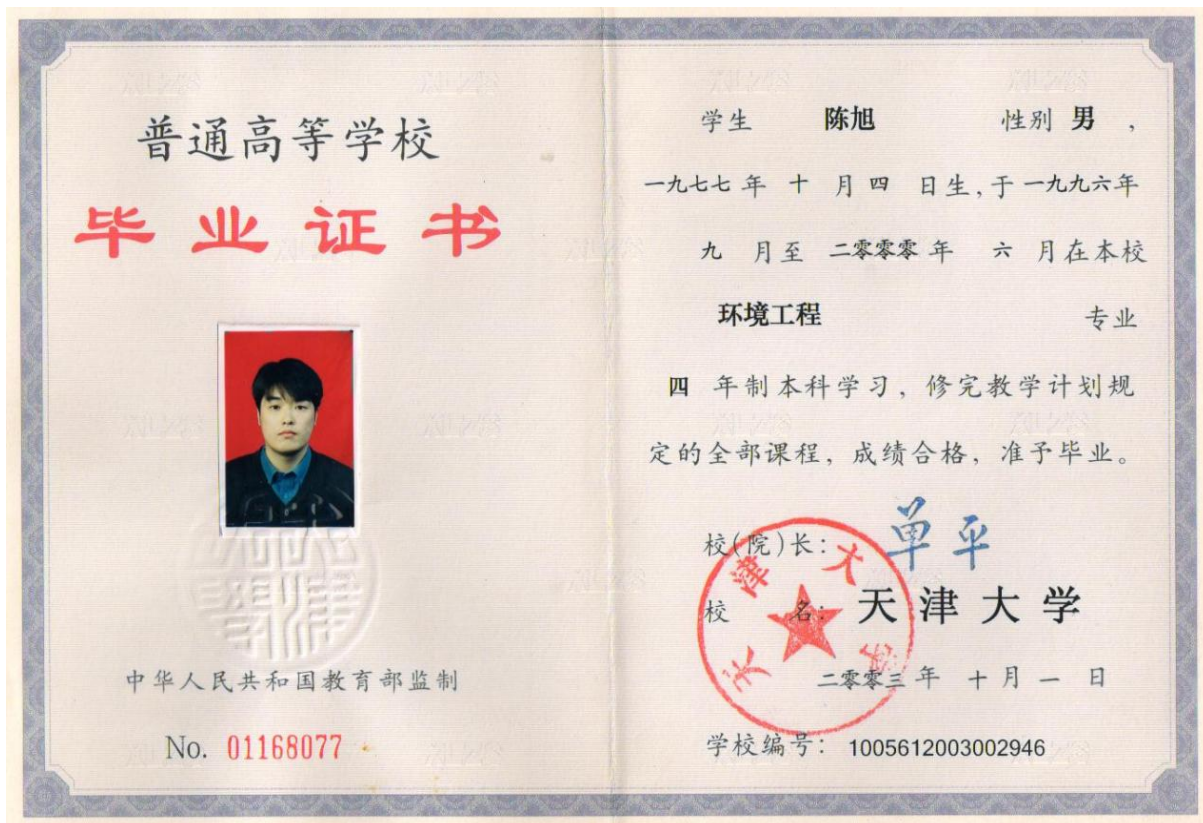 普通高等学校
毕业证书
中华人民共和国教育部监制
No. 01168077
学生 陈旭 性别 男 ，
一九七七 年 十 月 四 日生，于 一九九六年
九 月至 二零零零 年 六 月在本校
环境工程 专业
四 年制本科学习，修完教学计划规
定的全部课程，成绩合格，准予毕业。
校(院)长： 单平
校 名： 天津大学
天津大学
二零零三 年 十 月 一 日
学校编号： 1005612003002946